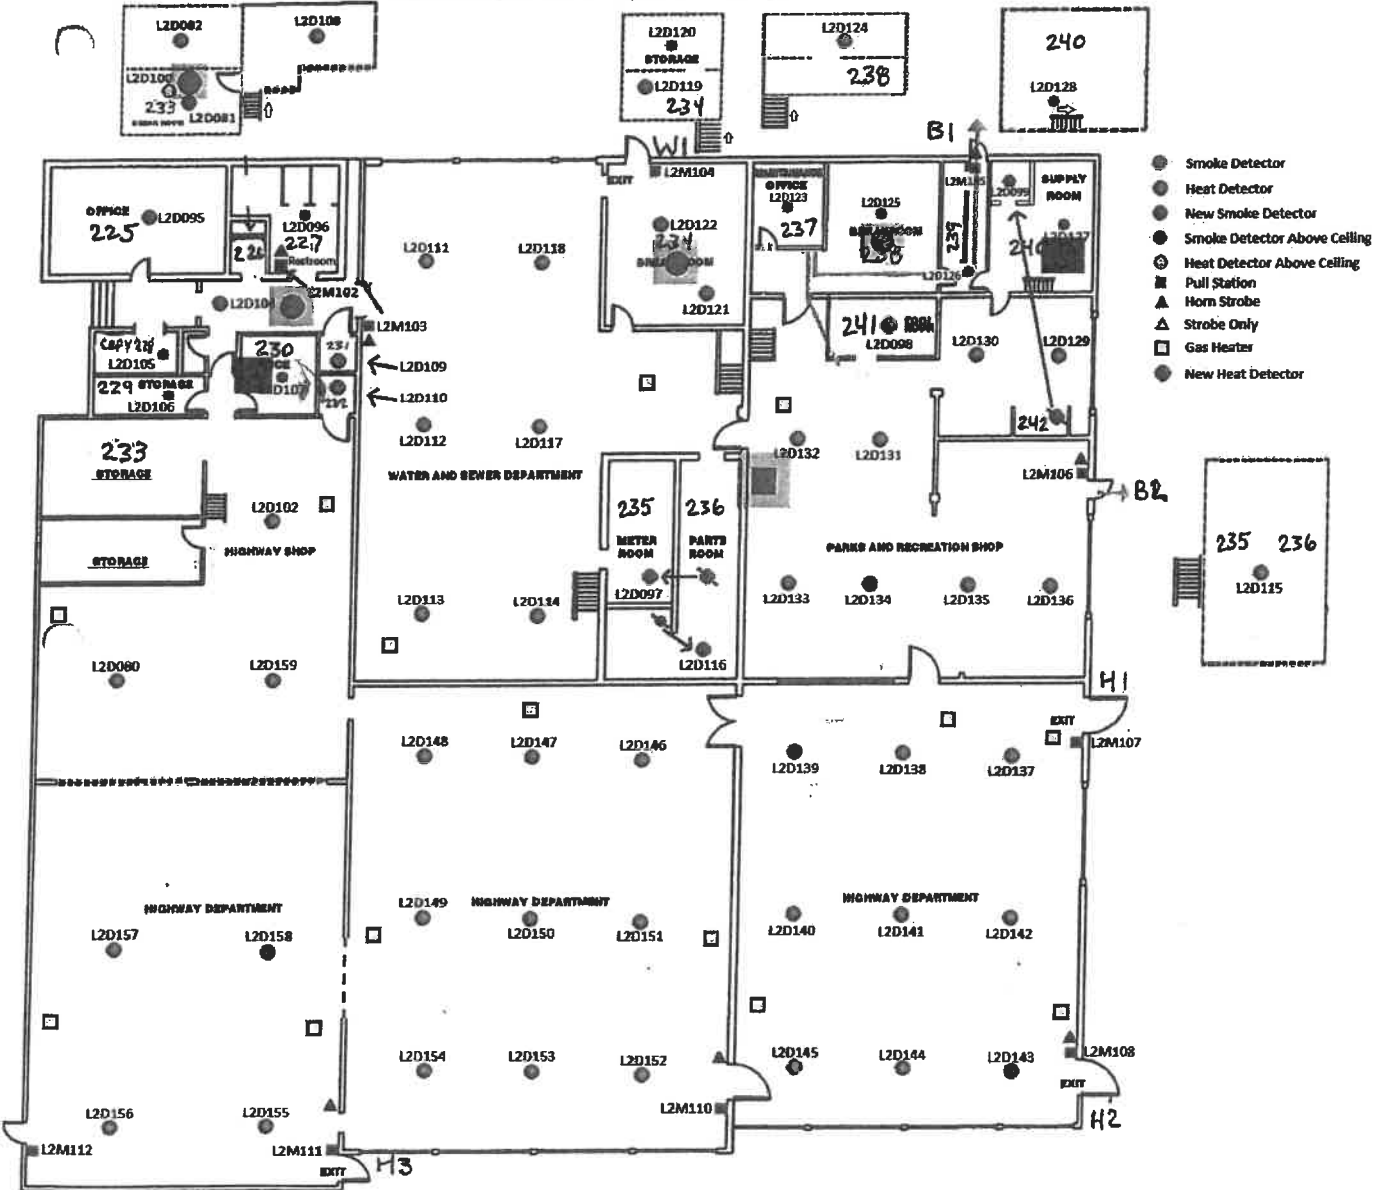 L2D082
L2D108
L2D100
233
L2D081
L2D120
STORAGE
L2D119
234
L2D124
238
240
L2D128
W1
B1
EXIT
L2M104
OFFICE
225
L2D095
226
L2D096
227
Restroom
L2M102
L2M103
L2D111
L2D118
L2D122
234
L2D121
OFFICE
L2D123
237
L2D125
238
239
L2D126
L2D099
SUPPLY
ROOM
Smoke Detector
Heat Detector
New Smoke Detector
Smoke Detector Above Ceiling
Heat Detector Above Ceiling
Pull Station
Horn Strobe
Strobe Only
Gas Heater
New Heat Detector
COPY 228
L2D105
229 STORAGE
L2D106
230
231
232
L2D109
L2D110
L2D112
L2D117
241
L2D098
L2D130
L2D129
242
L2D132
L2D131
233
STORAGE
WATER AND SEWER DEPARTMENT
L2M106
B2
L2D102
HIGHWAY SHOP
STORAGE
235
METER
ROOM
236
PARTS
ROOM
L2D097
PARKS AND RECREATION SHOP
L2D133
L2D134
L2D135
L2D136
235 236
L2D115
L2D113
L2D114
L2D116
L2D080
L2D159
H1
EXIT
L2M107
L2D148
L2D147
L2D146
L2D139
L2D138
L2D137
HIGHWAY DEPARTMENT
L2D157
L2D158
L2D149
HIGHWAY DEPARTMENT
L2D150
L2D151
HIGHWAY DEPARTMENT
L2D140
L2D141
L2D142
L2D154
L2D153
L2D152
L2D145
L2D144
L2D143
L2M108
EXIT
H2
L2D156
L2D155
L2M110
L2M112
L2M111
EXIT
H3